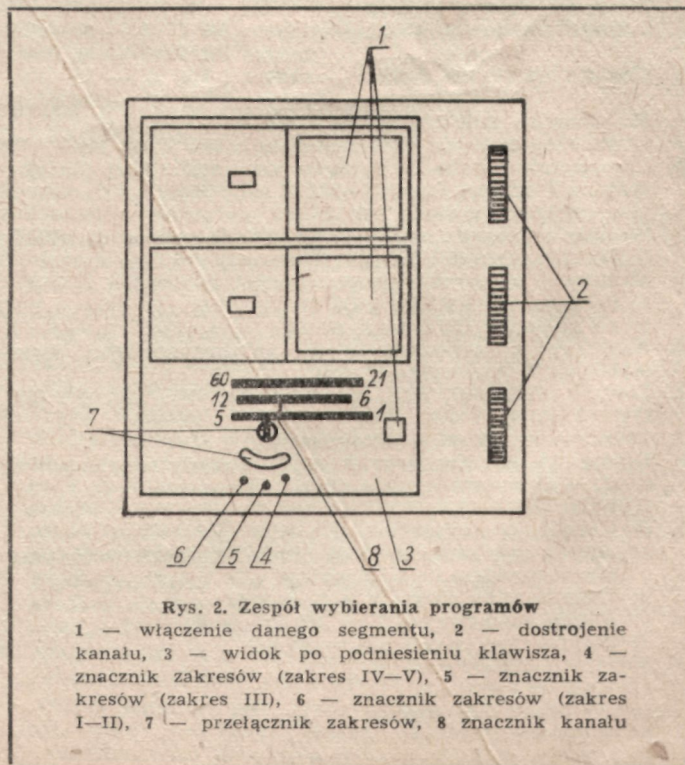 1
2
60 21
12 6
5 1
7
6 5 4 8 3
Rys. 2. Zespół wybierania programów
1 — włączenie danego segmentu, 2 — dostrojenie
kanału, 3 — widok po podniesieniu klawisza, 4 —
znacznik zakresów (zakres IV—V), 5 — znacznik za-
kresów (zakres III), 6 — znacznik zakresów (zakres
I—II), 7 — przełącznik zakresów, 8 znacznik kanału